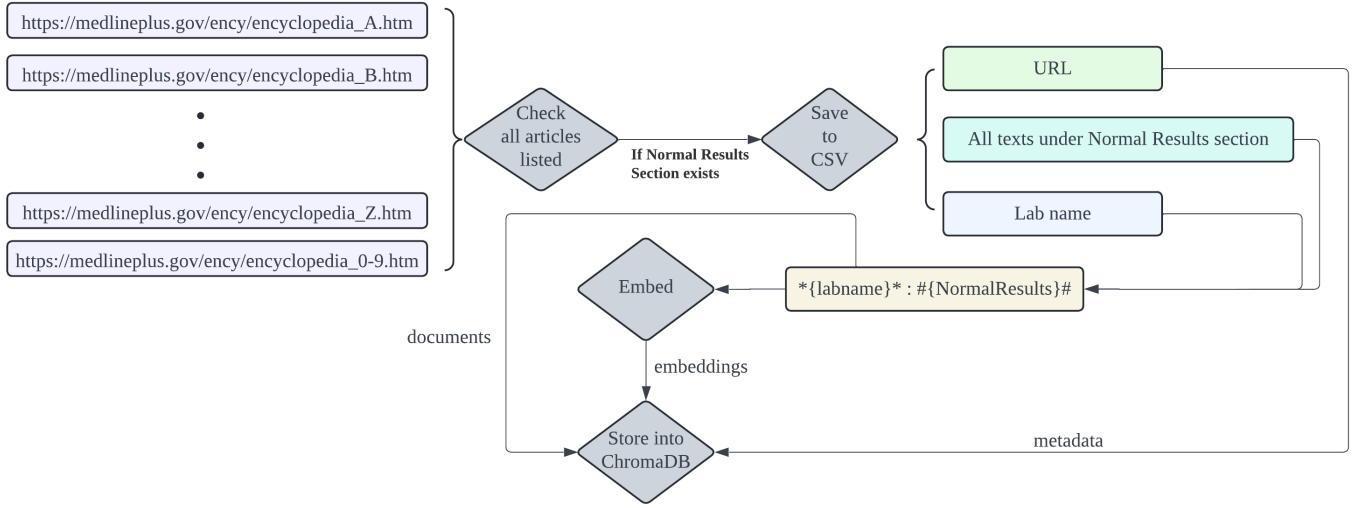 https://medlineplus.gov/ency/encyclopedia_A.htm
https://medlineplus.gov/ency/encyclopedia_B.htm
https://medlineplus.gov/ency/encyclopedia_Z.htm
https://medlineplus.gov/ency/encyclopedia_0-9.htm
Check
all articles
listed
If Normal Results
Section exists
Save
to
CSV
URL
All texts under Normal Results section
Lab name
*{labname}* : #{NormalResults}#
Embed
documents
embeddings
Store into
ChromaDB
metadata